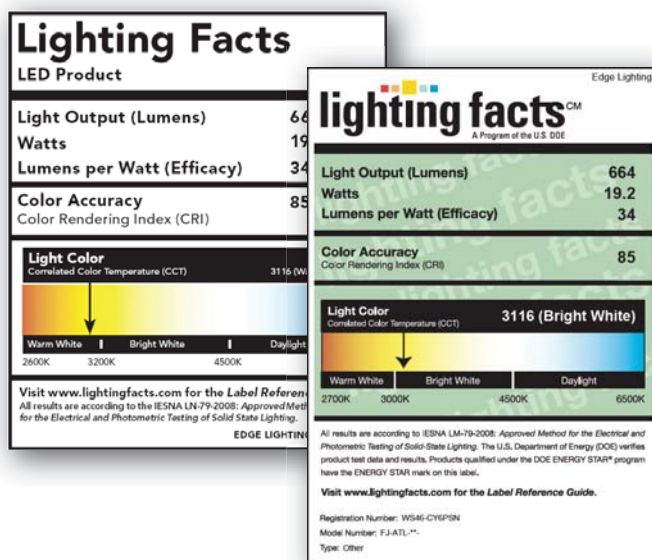 Lighting Facts
LED Product
Light Output (Lumens) 66
Watts 19
Lumens per Watt (Efficacy) 34
Color Accuracy 85
Color Rendering Index (CRI)
Light Color
Correlated Color Temperature (CCT) 3116 (Wa
Warm White Bright White Daylight
2600K 3200K 4500K
Visit www.lightingfacts.com for the Label Referen
All results are according to the IESNA LN-79-2008: Approved Meth
for the Electrical and Photometric Testing of Solid State Lighting.
EDGE LIGHTING
Edge Lighting
lighting facts CM
A Program of the U.S. DOE
Light Output (Lumens) 664
Watts 19.2
Lumens per Watt (Efficacy) 34
Color Accuracy 85
Color Rendering Index (CRI)
Light Color
Correlated Color Temperature (CCT) 3116 (Bright White)
Warm White Bright White Daylight
2700K 3000K 4500K 6500K
All results are according to IESNA LM-79-2008: Approved Method for the Electrical and
Photometric Testing of Solid-State Lighting. The U.S. Department of Energy (DOE) verifies
product test data and results. Products qualified under the DOE ENERGY STAR® program
have the ENERGY STAR mark on this label.
Visit www.lightingfacts.com for the Label Reference Guide.
Registration Number: WS46-CY6PSN
Model Number: FJ-ATL-**-
Type: Other